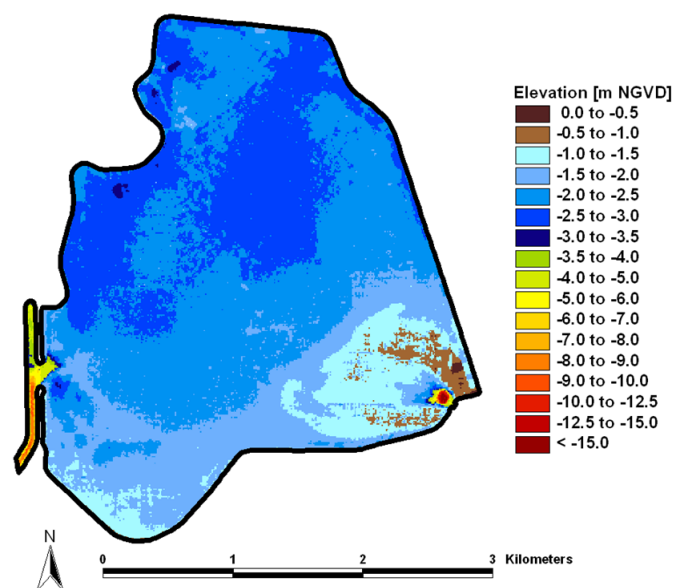 Elevation [m NGVD]
0.0 to -0.5
-0.5 to -1.0
-1.0 to -1.5
-1.5 to -2.0
-2.0 to -2.5
-2.5 to -3.0
-3.0 to -3.5
-3.5 to -4.0
-4.0 to -5.0
-5.0 to -6.0
-6.0 to -7.0
-7.0 to -8.0
-8.0 to -9.0
-9.0 to -10.0
-10.0 to -12.5
-12.5 to -15.0
< -15.0
N
0 1 2 3 Kilometers